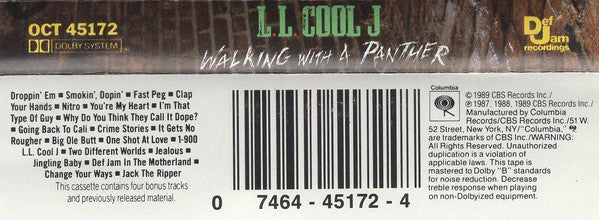 OCT 45172
DOLBY SYSTEM
L.L. COOL J
WALKING WITH A PANTHER
Def
Jam
recordings
Droppin' Em ■ Smokin', Dopin' ■ Fast Peg ■ Clap
Your Hands ■ Nitro ■ You're My Heart ■ I'm That
Type Of Guy ■ Why Do You Think They Call It Dope?
■ Going Back To Cali ■ Crime Stories ■ It Gets No
Rougher ■ Big Ole Butt ■ One Shot At Love ■ 1-900
L.L. Cool J ■ Two Different Worlds ■ Jealous ■
Jingling Baby ■ Def Jam In The Motherland ■
Change Your Ways ■ Jack The Ripper
This cassette contains four bonus tracks
and previously released material.
0 7464-45172-4
Columbia
© 1989 CBS Records Inc./
℗ 1987, 1988, 1989 CBS Records Inc./
Manufactured by Columbia
Records/CBS Records Inc./51 W.
52 Street, New York, NY/"Columbia,"
are trademarks of CBS Inc./WARNING:
All Rights Reserved. Unauthorized
duplication is a violation of
applicable laws. This tape is
mastered to Dolby "B" standards
for wide range sound. Decrease
treble response when playing
on non-Dolbyized equipment.